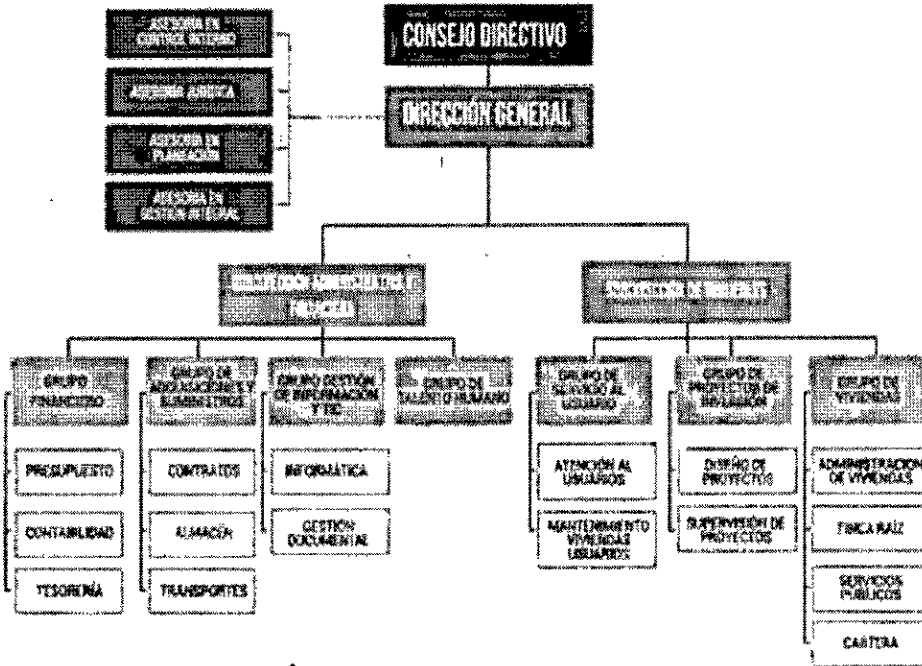 ASESORÍA EN
CONTROL INTERNO
ASESORÍA JURÍDICA
ASESORÍA EN
PLANEACIÓN
ASESORÍA EN
GESTIÓN INTEGRAL
CONSEJO DIRECTIVO
DIRECCIÓN GENERAL
FINANCIERA
GRUPO
FINANCIERO
PRESUPUESTO
CONTABILIDAD
TESORERÍA
GRUPO DE
ADQUISICIONES Y
SUMINISTROS
CONTRATOS
ALMACÉN
TRANSPORTES
GRUPO GESTIÓN
DE INFORMACIÓN
Y TIC
INFORMÁTICA
GESTIÓN
DOCUMENTAL
GRUPO DE
TALENTO HUMANO
GRUPO DE
SERVICIO AL
USUARIO
ATENCIÓN AL
USUARIOS
MANTENIMIENTO
VIVIENDAS
USUARIOS
GRUPO DE
PROYECTOS DE
INVERSIÓN
DISEÑO DE
PROYECTOS
SUPERVISIÓN DE
PROYECTOS
GRUPO DE
VIVIENDAS
ADMINISTRACIÓN
DE VIVIENDAS
FINCA RAÍZ
SERVICIOS
PÚBLICOS
CARTERA